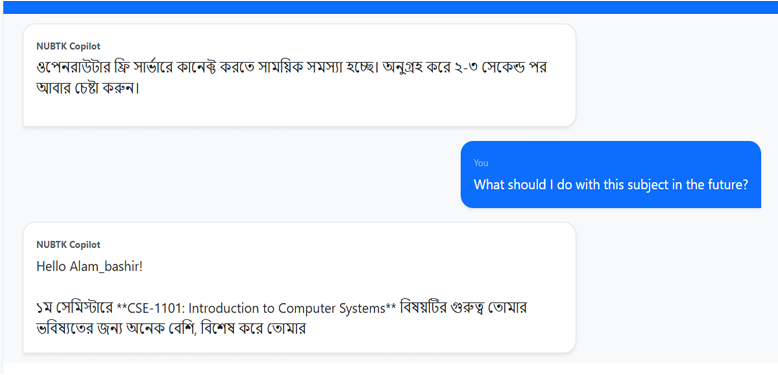 NUBTK Copilot
ওপেনরাউটার ফ্রি সার্ভারে কানেক্ট করতে সাময়িক সমস্যা হচ্ছে। অনুগ্রহ করে ২-৩ সেকেন্ড পর
আবার চেষ্টা করুন।
You
What should I do with this subject in the future?
NUBTK Copilot
Hello Alam_bashir!
১ম সেমিস্টারে **CSE-1101: Introduction to Computer Systems** বিষয়টির গুরুত্ব তোমার
ভবিষ্যতের জন্য অনেক বেশি, বিশেষ করে তোমার